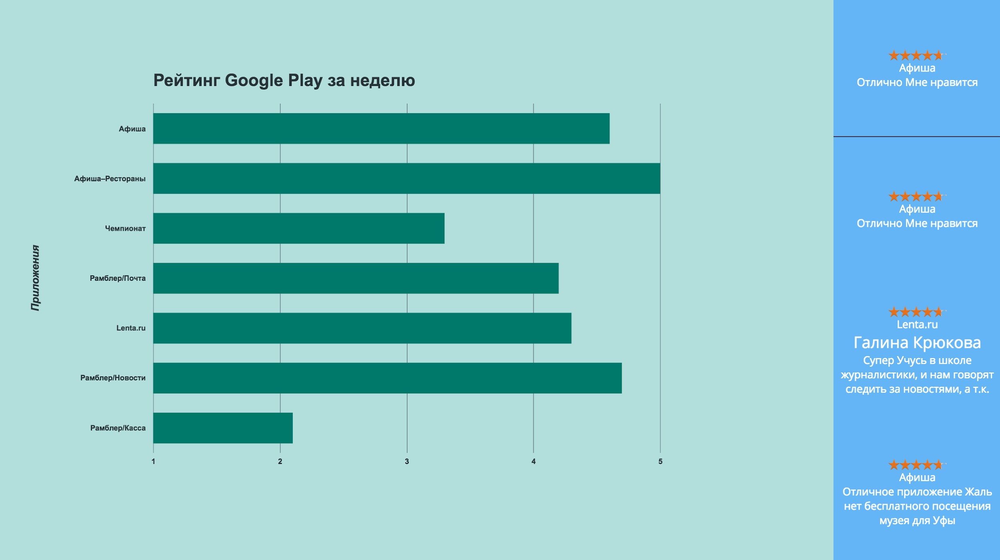 Рейтинг Google Play за неделю
Приложения
Афиша
Афиша–Рестораны
Чемпионат
Рамблер/Почта
Lenta.ru
Рамблер/Новости
Рамблер/Касса
1 2 3 4 5
Афиша
Отлично Мне нравится
Афиша
Отлично Мне нравится
Lenta.ru
Галина Крюкова
Супер Учусь в школе
журналистики, и нам говорят
следить за новостями, а т.к.
Афиша
Отличное приложение Жаль
нет бесплатного посещения
музея для Уфы